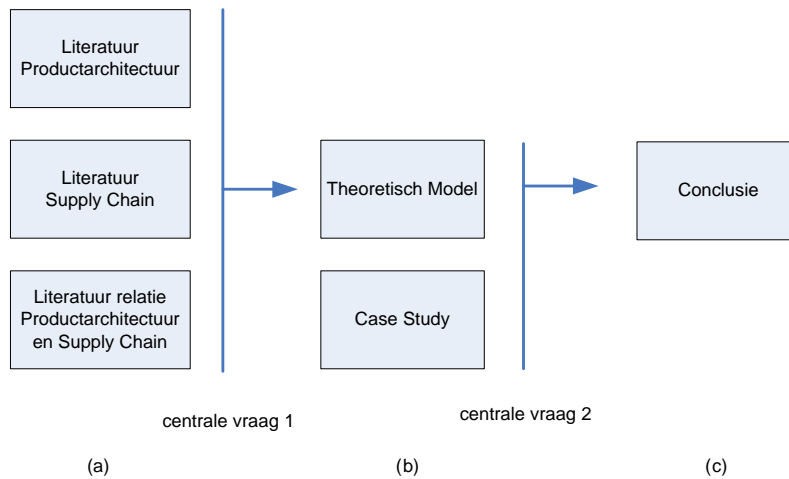 Literatuur
Productarchitectuur
Literatuur
Supply Chain
Literatuur relatie
Productarchitectuur
en Supply Chain
centrale vraag 1
Theoretisch Model
Case Study
centrale vraag 2
Conclusie
(a)
(b)
(c)